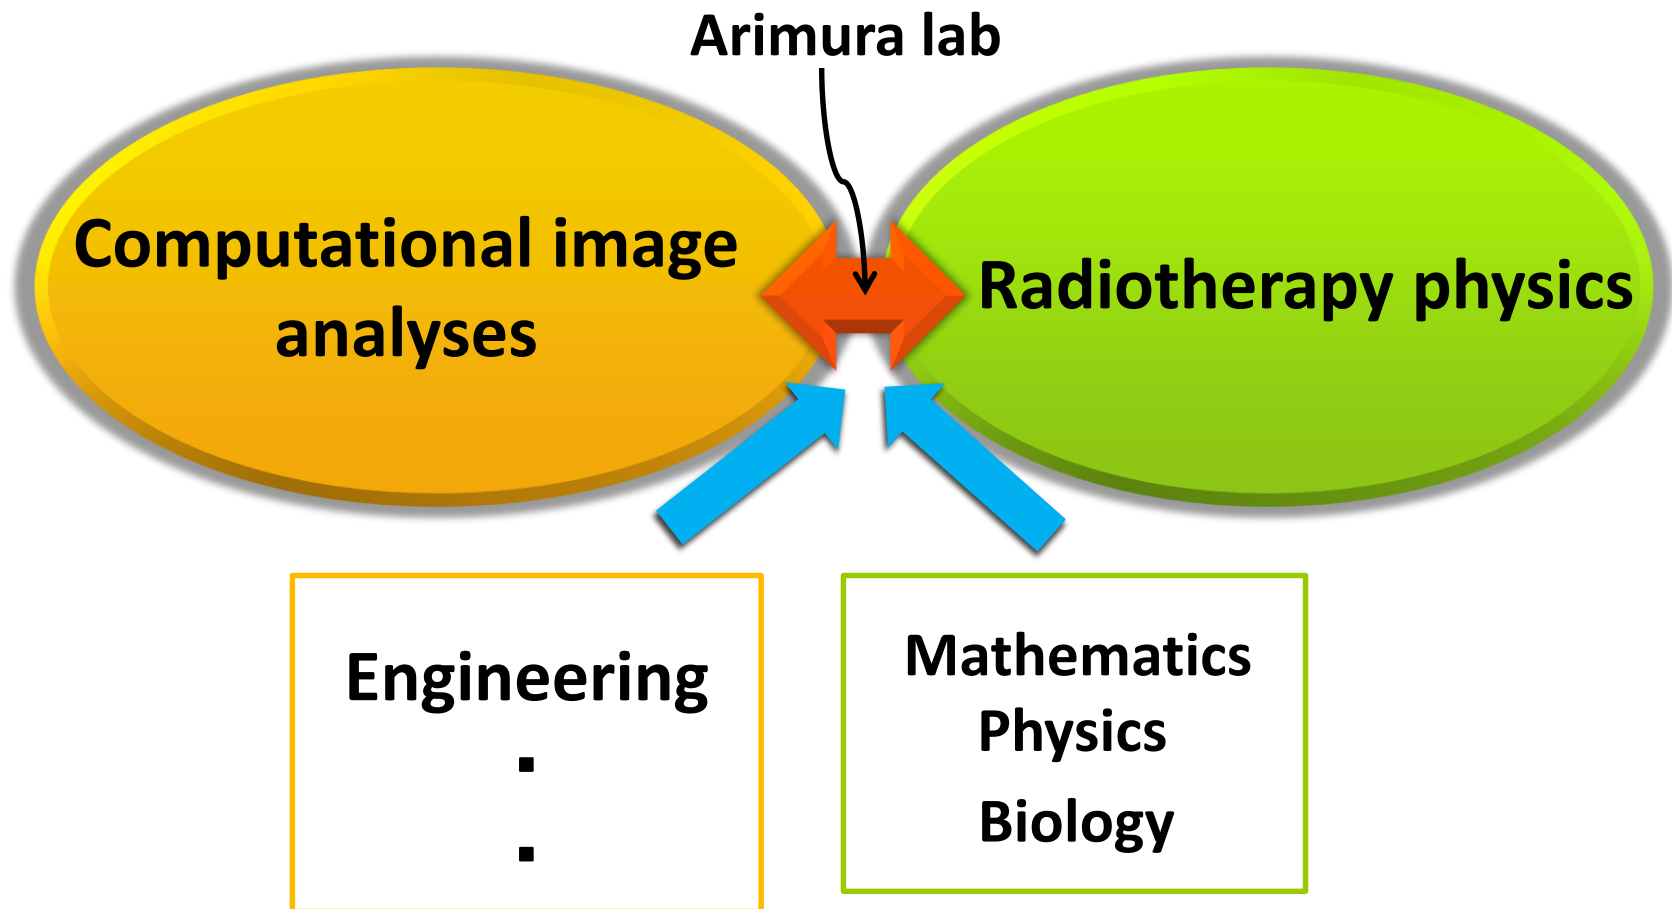 Arimura lab
Computational image
analyses
Radiotherapy physics
Engineering
.
.
Mathematics
Physics
Biology